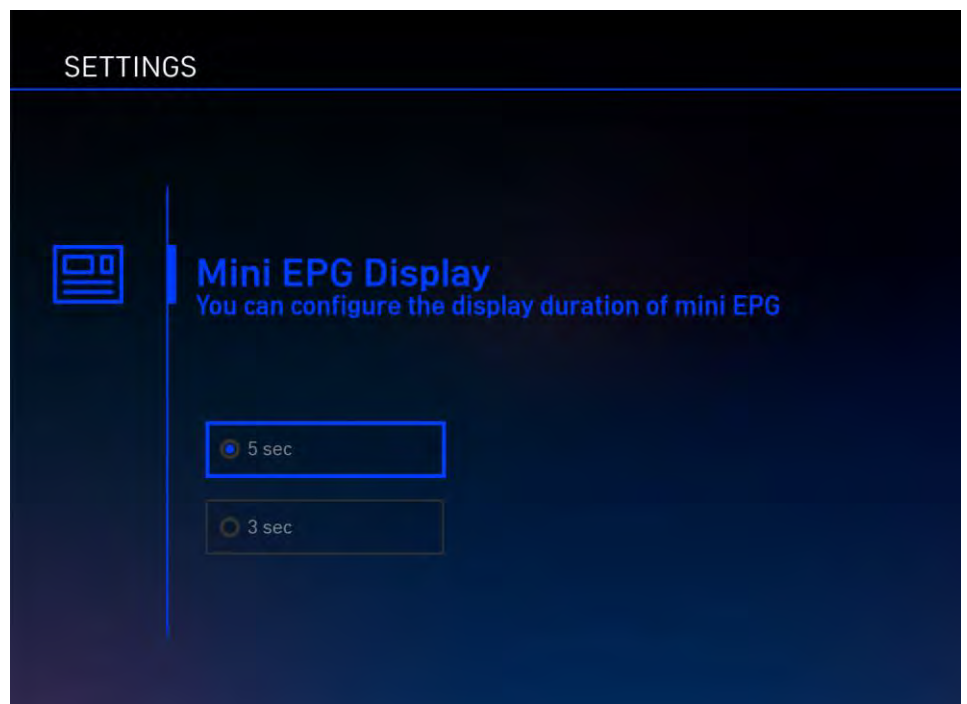 SETTINGS
Mini EPG Display
You can configure the display duration of mini EPG
5 sec
3 sec